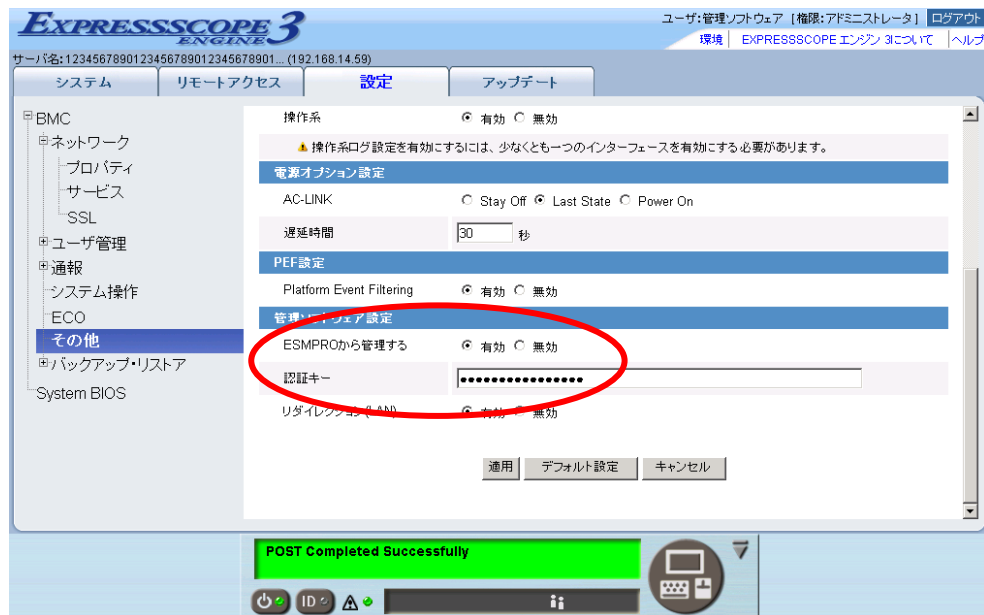 EXPRESSSCOPE
ENGINE 3
ユーザ:管理ソフトウェア [権限:アドミニストレータ] ログアウト
環境 EXPRESSSCOPE エンジン 3について ヘルプ
サーバ名:1234567890123456789012345678901... (192.168.14.59)
システム リモートアクセス 設定 アップデート
BMC
ネットワーク
プロパティ
サービス
SSL
ユーザ管理
通報
システム操作
ECO
その他
バックアップ・リストア
System BIOS
操作系 有効 無効
操作系ログ設定を有効にするには、少なくとも一つのインターフェースを有効にする必要があります。
電源オプション設定
AC-LINK Stay Off Last State Power On
遅延時間 30 秒
PEF設定
Platform Event Filtering 有効 無効
管理ソフトウェア設定
ESMPROから管理する 有効 無効
認証キー ●●●●●●●●●●●●●●●●
リダイレクション(LAN) 有効 無効
適用 デフォルト設定 キャンセル
POST Completed Successfully
ID